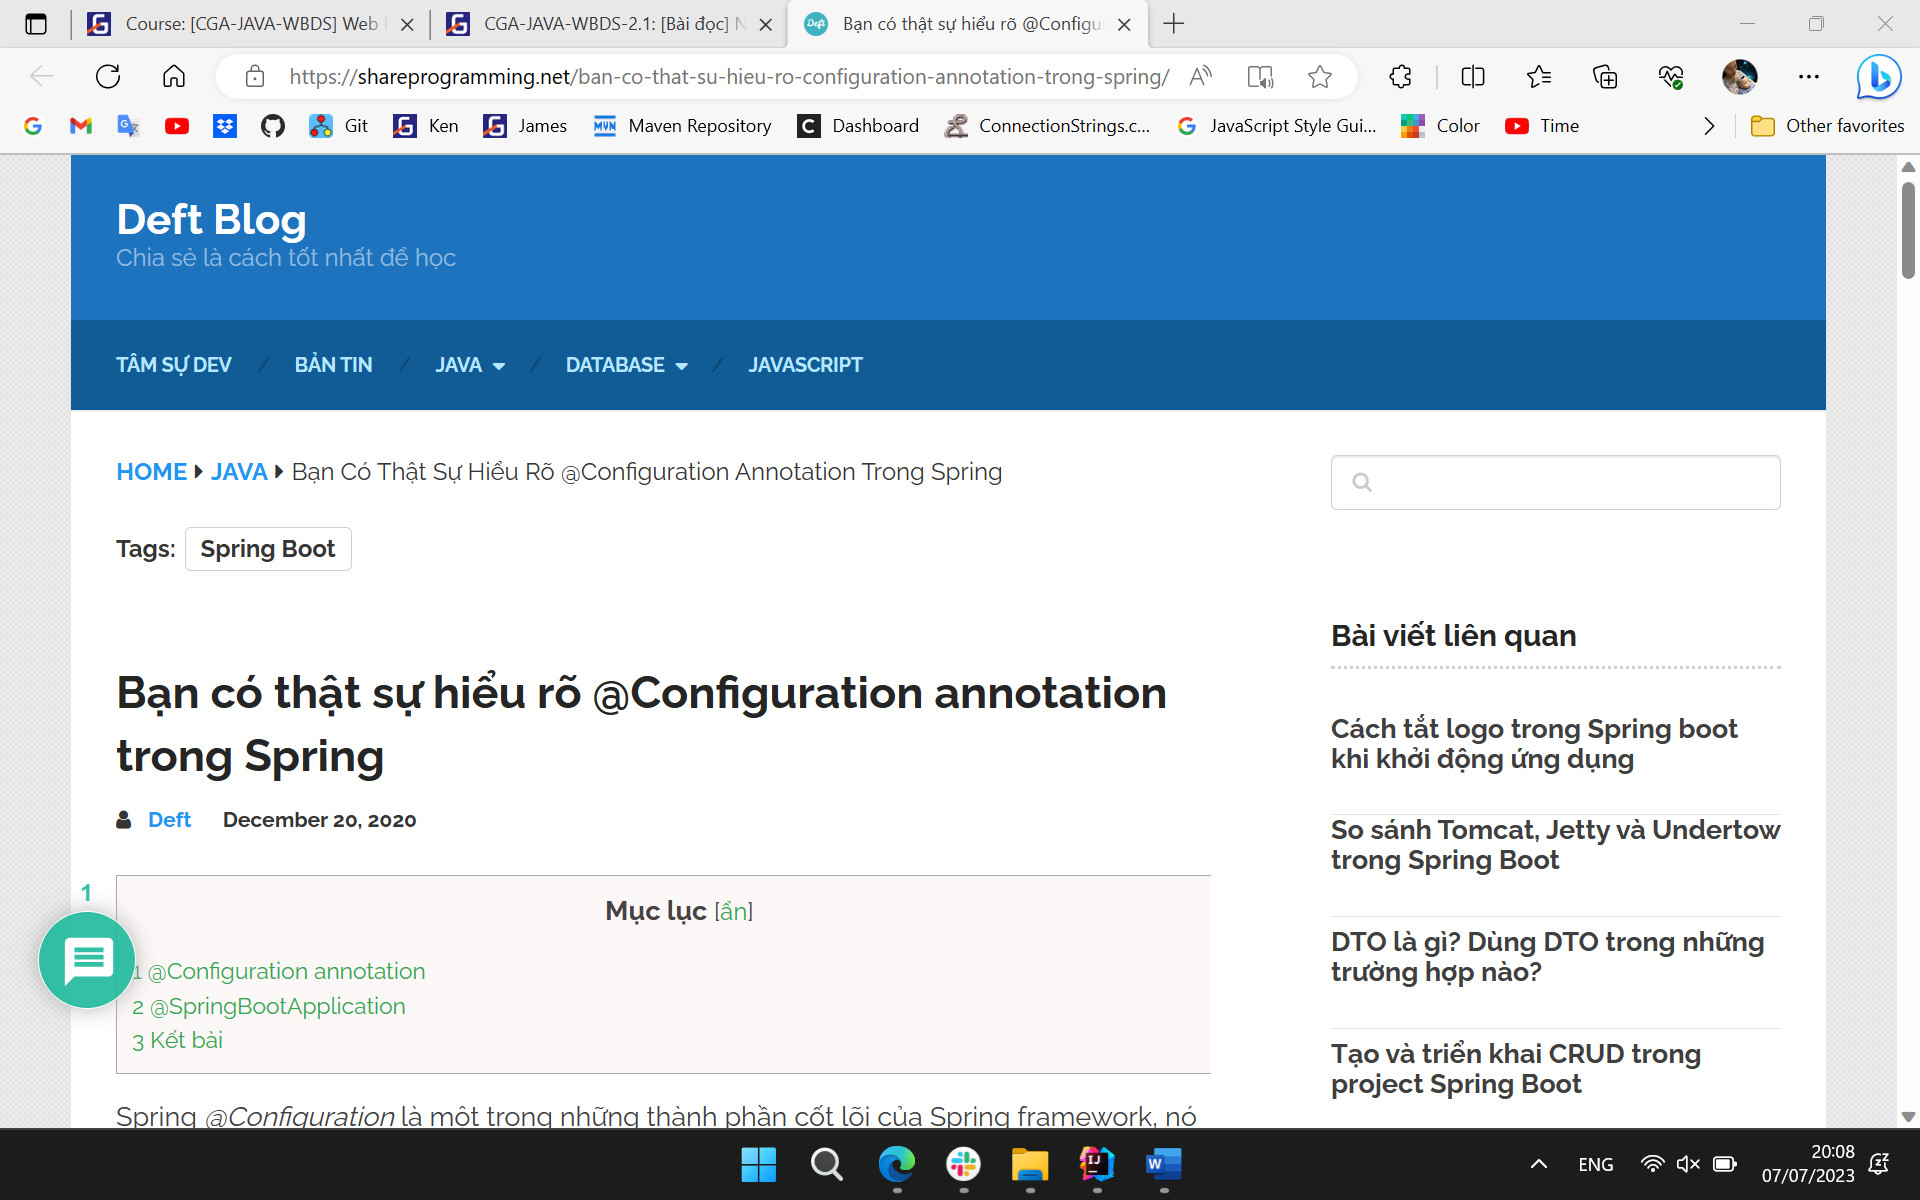 Course: [CGA-JAVA-WBDS] Web
CGA-JAVA-WBDS-2.1: [Bài đọc] N
Bạn có thật sự hiểu rõ @Configu
https://shareprogramming.net/ban-co-that-su-hieu-ro-configuration-annotation-trong-spring/
Git
Ken
James
Maven Repository
Dashboard
ConnectionStrings.c...
JavaScript Style Gui...
Color
Time
Other favorites
Deft Blog
Chia sẻ là cách tốt nhất để học
TÂM SỰ DEV / BẢN TIN / JAVA / DATABASE / JAVASCRIPT
HOME JAVA Bạn Có Thật Sự Hiểu Rõ @Configuration Annotation Trong Spring
Tags: Spring Boot
Bạn có thật sự hiểu rõ @Configuration annotation
trong Spring
Deft December 20, 2020
1
Mục lục [ẩn]
1 @Configuration annotation
2 @SpringBootApplication
3 Kết bài
Spring @Configuration là một trong những thành phần cốt lõi của Spring framework, nó
Bài viết liên quan
Cách tắt logo trong Spring boot
khi khởi động ứng dụng
So sánh Tomcat, Jetty và Undertow
trong Spring Boot
DTO là gì? Dùng DTO trong những
trường hợp nào?
Tạo và triển khai CRUD trong
project Spring Boot
ENG
20:08
07/07/2023